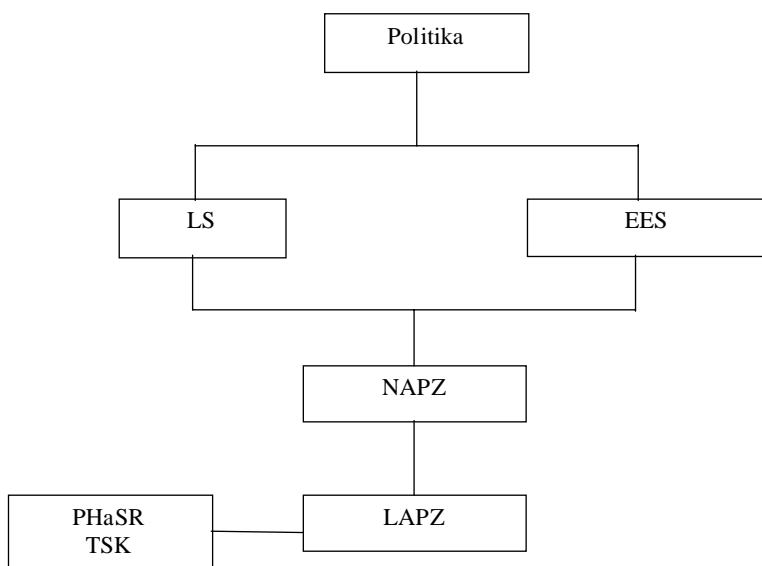 Politika
LS
EES
NAPZ
LAPZ
PHaSR
TSK